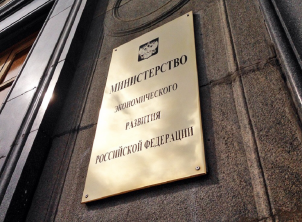 МИНИСТЕРСТВО
ЭКОНОМИЧЕСКОГО
РАЗВИТИЯ
РОССИЙСКОЙ ФЕДЕРАЦИИ